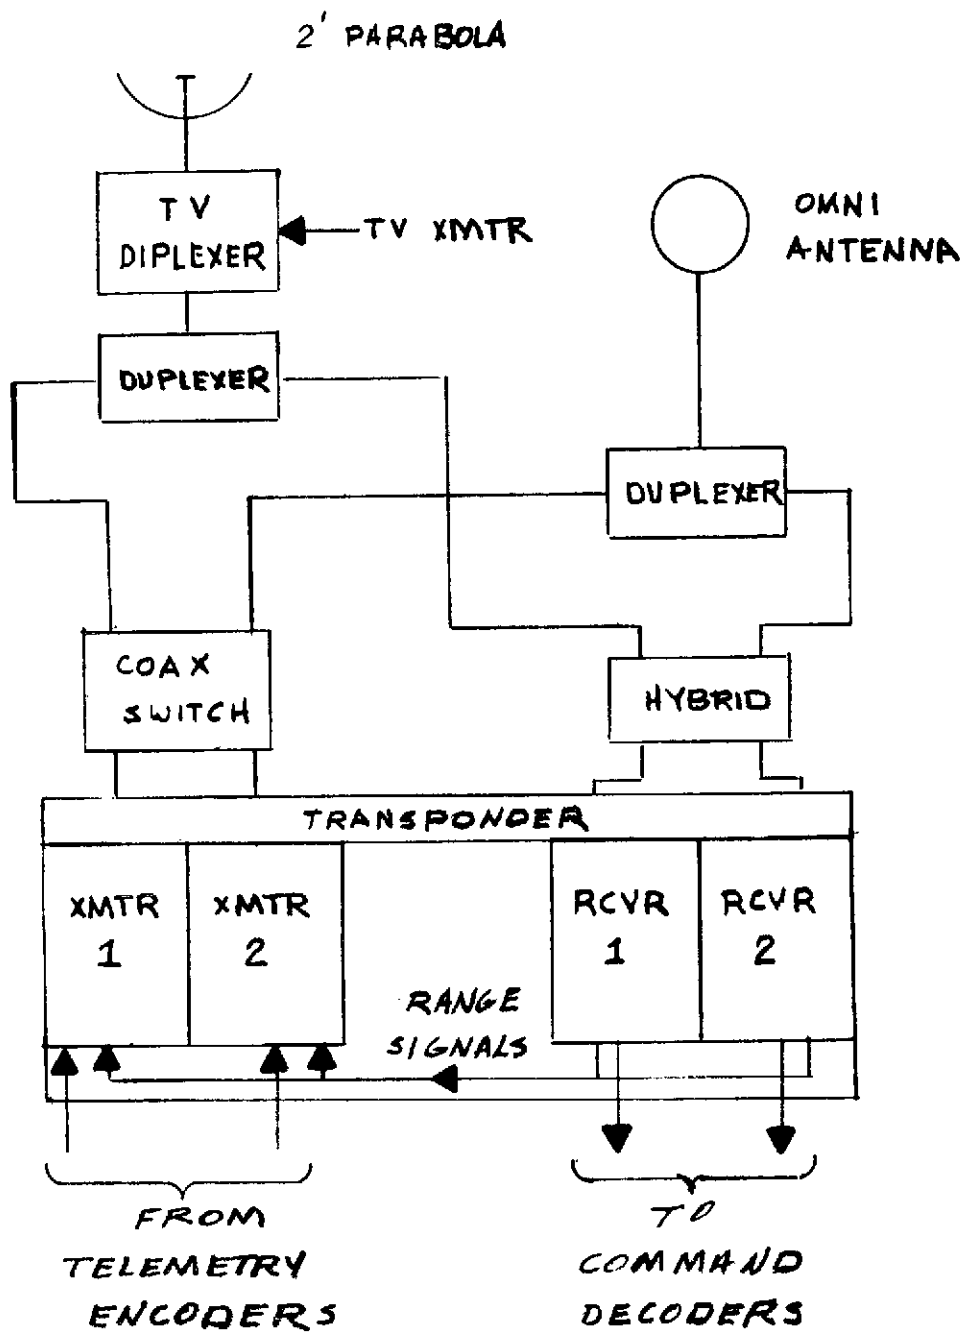 2' PARABOLA
TV
DIPLEXER
TV XMTR
OMNI
ANTENNA
DUPLEXER
DUPLEXER
COAX
SWITCH
HYBRID
TRANSPONDER
XMTR
1
XMTR
2
RCVR
1
RCVR
2
RANGE
SIGNALS
FROM
TELEMETRY
ENCODERS
TO
COMMAND
DECODERS